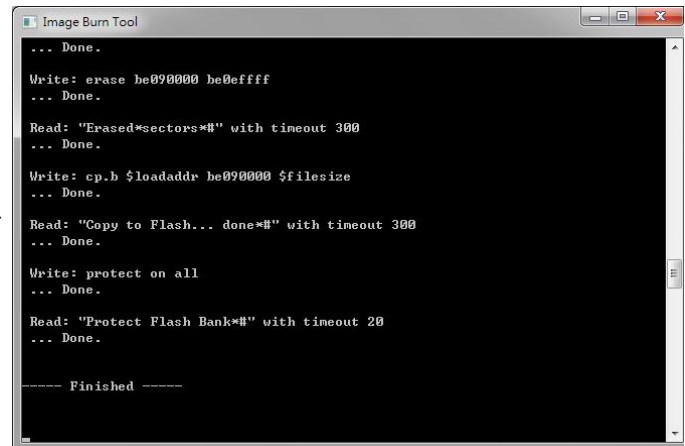 Image Burn Tool
... Done.
Write: erase be090000 be0effff
... Done.
Read: "Erased*sectors*#" with timeout 300
... Done.
Write: cp.b $loadaddr be090000 $filesize
... Done.
Read: "Copy to Flash... done*#" with timeout 300
... Done.
Write: protect on all
... Done.
Read: "Protect Flash Bank*#" with timeout 20
... Done.
----- Finished -----